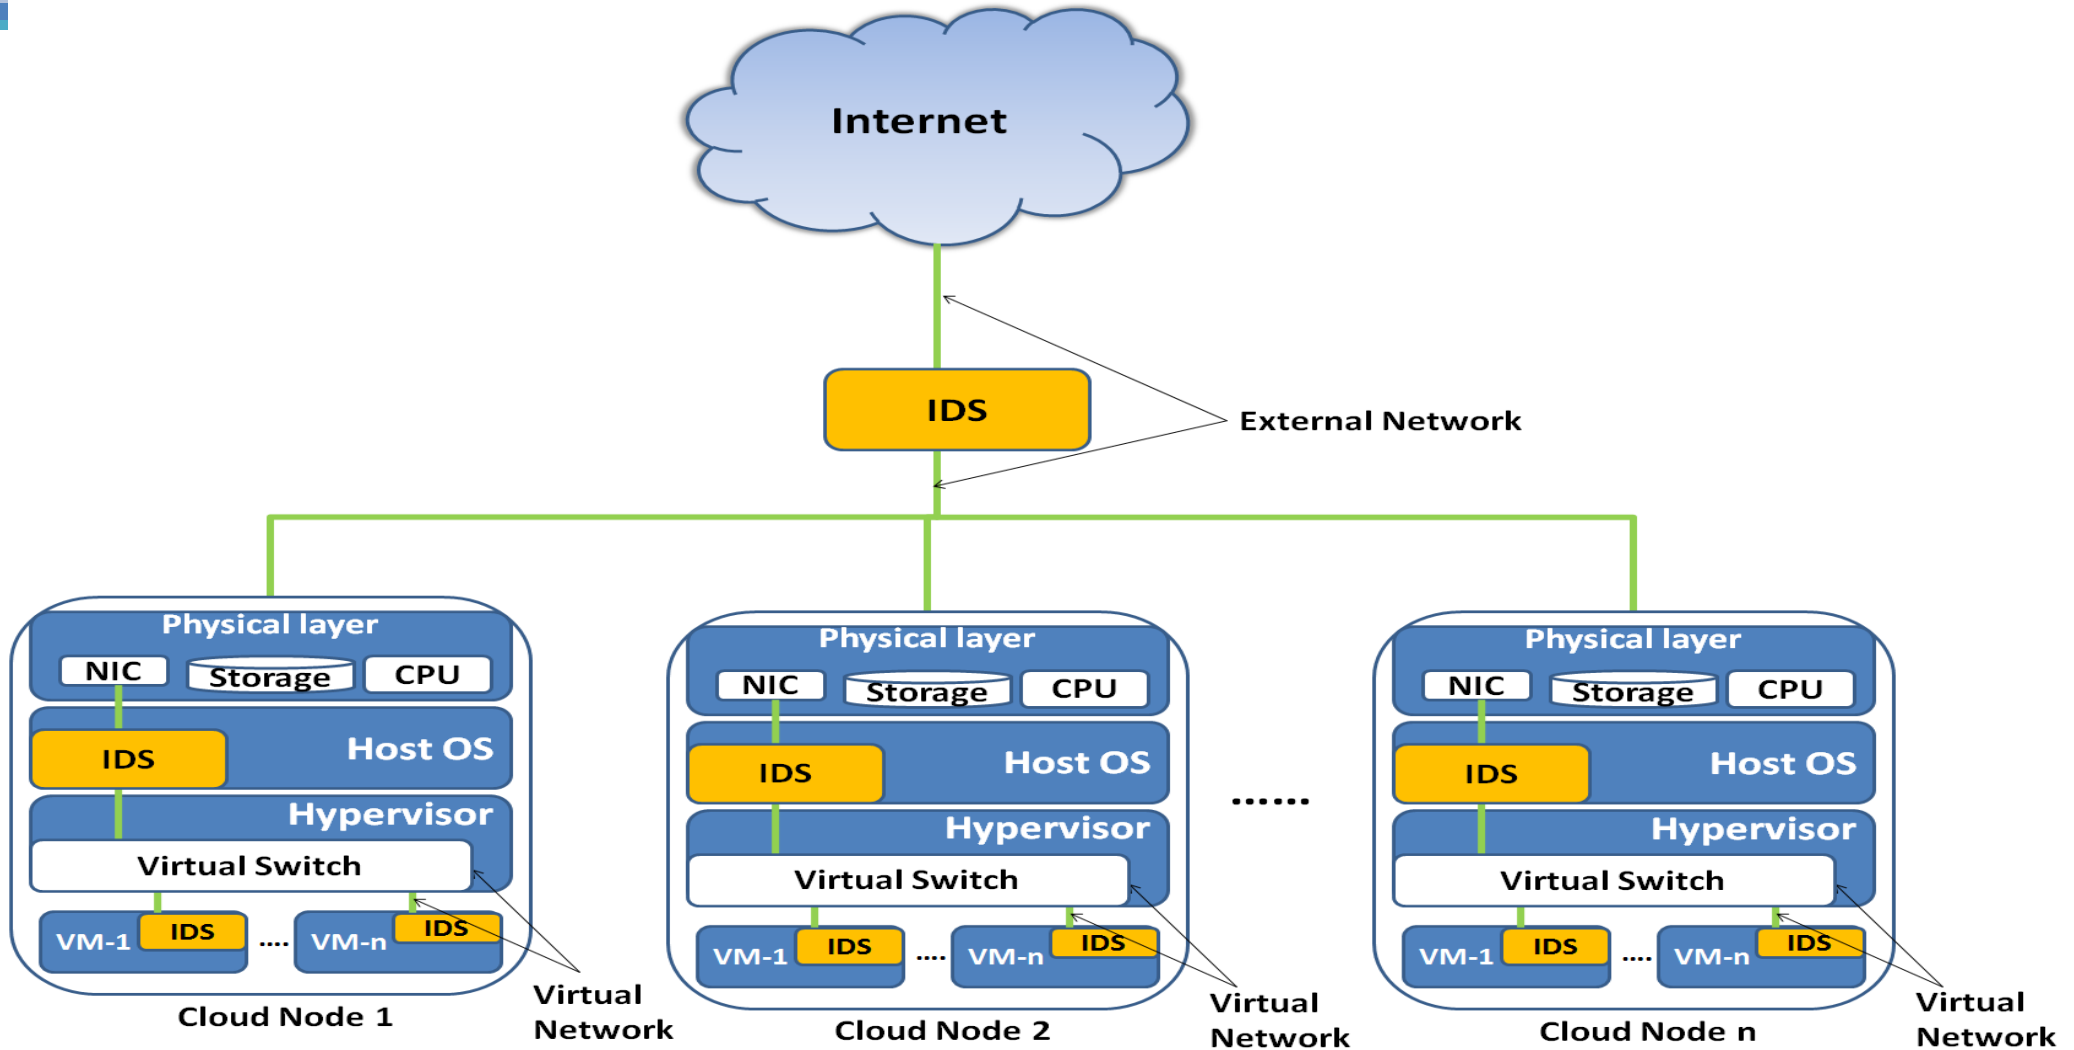 Internet
IDS
External Network
Physical layer
NIC
Storage
CPU
IDS
Host OS
Hypervisor
Virtual Switch
VM-1
IDS
....
VM-n
IDS
Virtual
Network
Cloud Node 1
Physical layer
NIC
Storage
CPU
IDS
Host OS
Hypervisor
Virtual Switch
VM-1
IDS
....
VM-n
IDS
Virtual
Network
Cloud Node 2
......
Physical layer
NIC
Storage
CPU
IDS
Host OS
Hypervisor
Virtual Switch
VM-1
IDS
....
VM-n
IDS
Virtual
Network
Cloud Node n